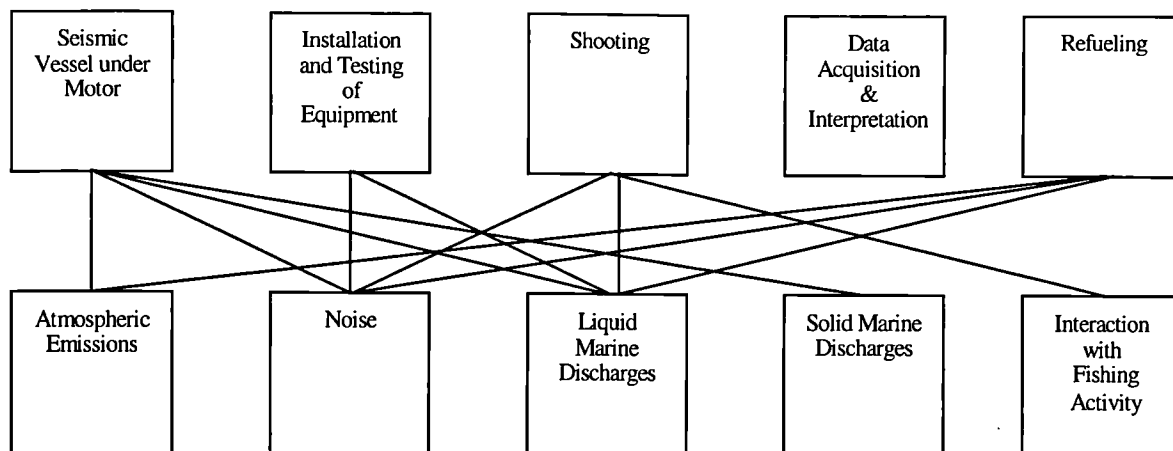 Seismic
Vessel under
Motor
Installation
and Testing
of
Equipment
Shooting
Data
Acquisition
&
Interpretation
Refueling
Atmospheric
Emissions
Noise
Liquid
Marine
Discharges
Solid Marine
Discharges
Interaction
with
Fishing
Activity